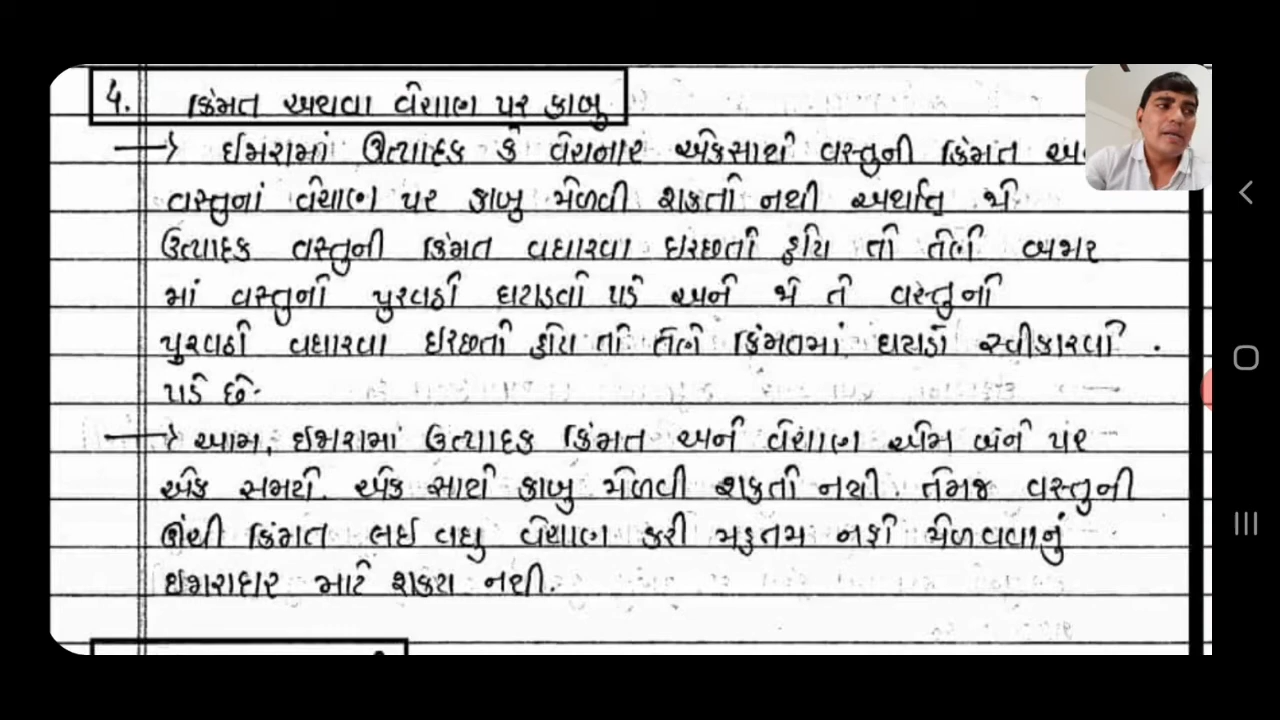 4. કિંમત અથવા વેચાણ પર કાબુ
→ ઈજારામાં ઉત્પાદક કે વેચનાર એકસાથે વસ્તુની કિંમત
વસ્તુનાં વેચાણ પર કાબુ મેળવી શકતો નથી અર્થાત્ જો
ઉત્પાદક વસ્તુની કિંમત વધારવા ઇચ્છતો હોય તો તેણે બજાર
માં વસ્તુનો પુરવઠો ઘટાડવો પડે અને જો તે વસ્તુનો
પુરવઠો વધારવા ઇચ્છતો હોય તો તેણે કિંમતમાં ઘટાડો સ્વીકારવો
પડે છે.
→ આમ, ઈજારામાં ઉત્પાદક કિંમત અને વેચાણ એમ બંને પર
એક સમયે એક સાથે કાબુ મેળવી શકતો નથી. તેમજ વસ્તુની
ઊંચી કિંમત લઈ વધુ વેચાણ કરી મહત્તમ નફો મેળવવાનું
ઈજારાદાર માટે શક્ય નથી.